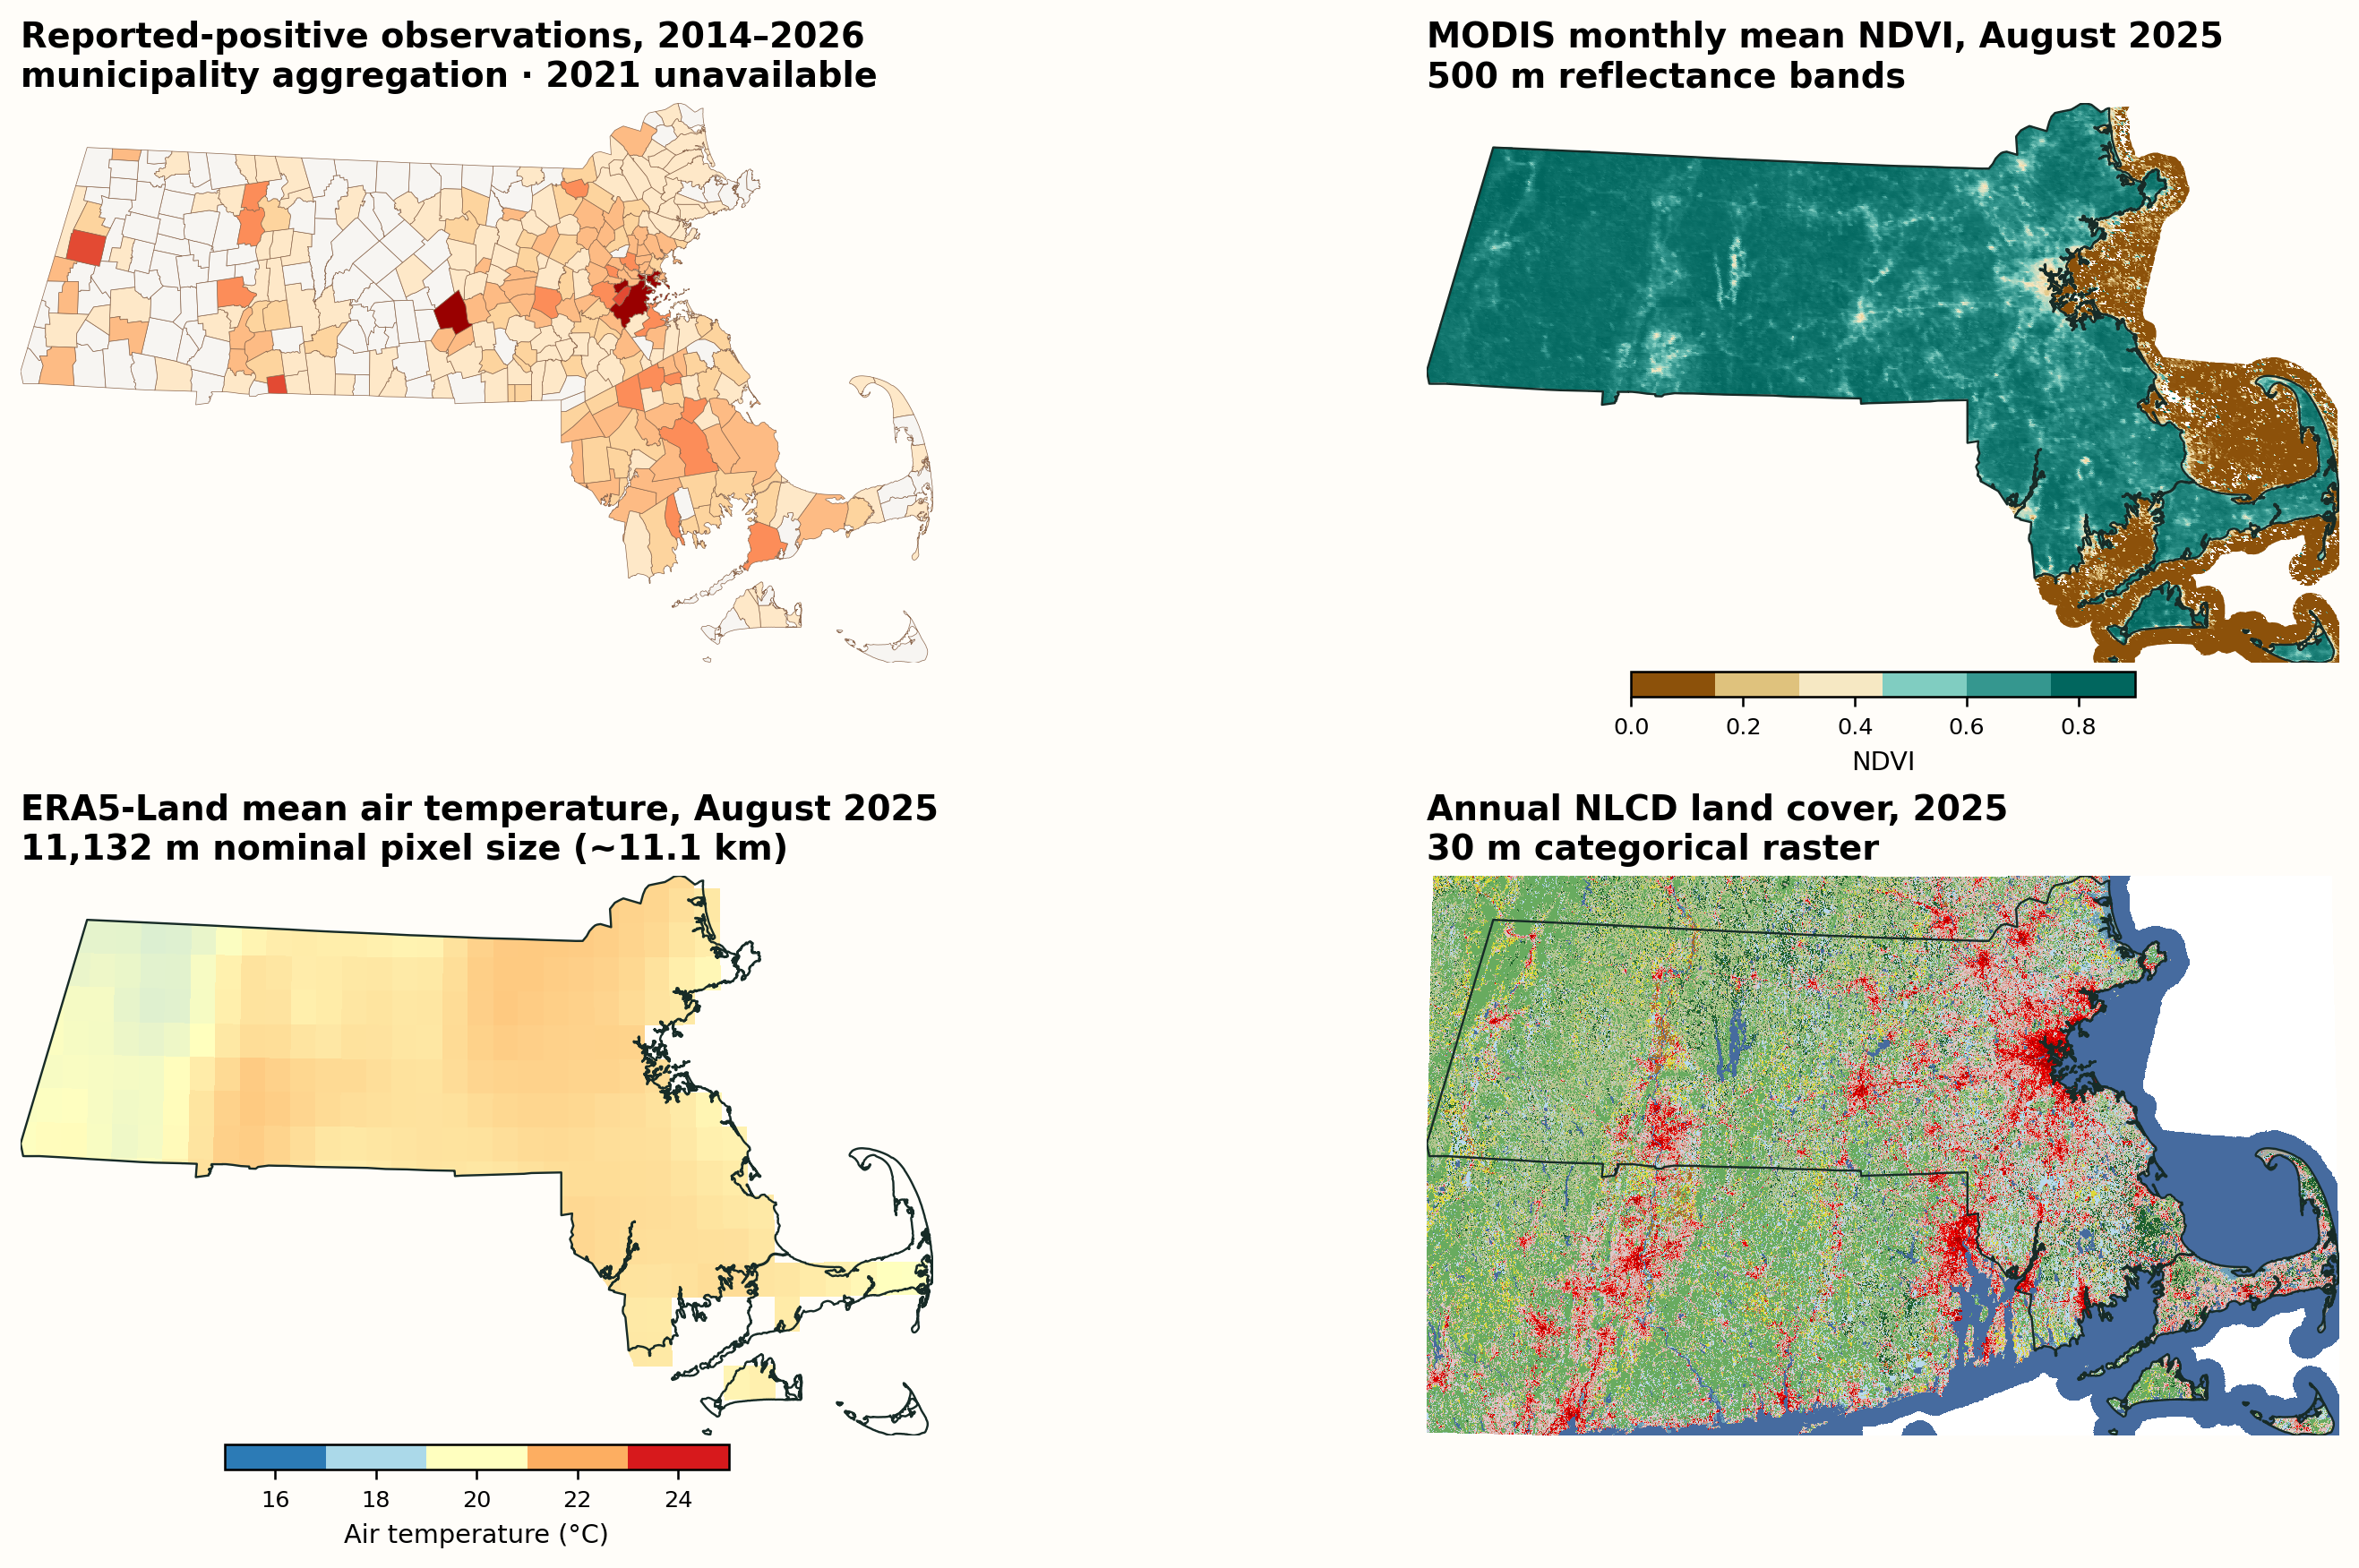 Reported-positive observations, 2014–2026
municipality aggregation · 2021 unavailable
MODIS monthly mean NDVI, August 2025
500 m reflectance bands
0.0 0.2 0.4 0.6 0.8
NDVI
ERA5-Land mean air temperature, August 2025
11,132 m nominal pixel size (~11.1 km)
16 18 20 22 24
Air temperature (°C)
Annual NLCD land cover, 2025
30 m categorical raster